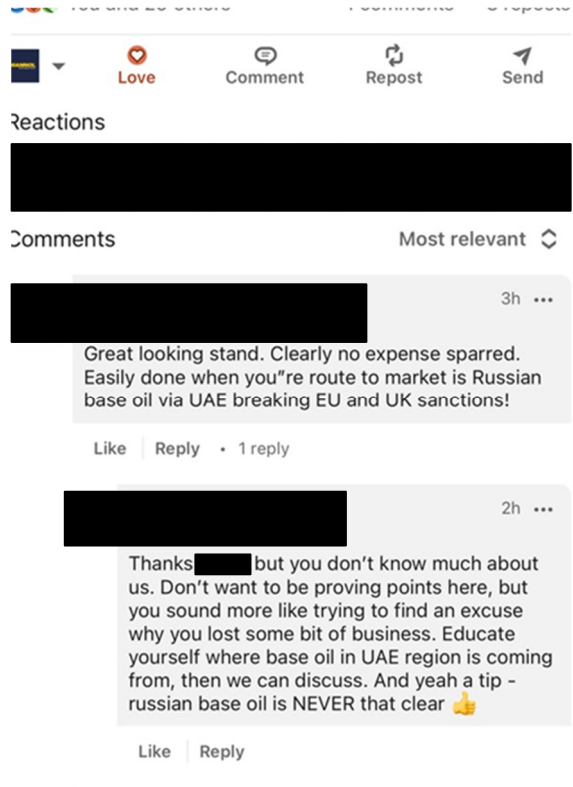 Love
Comment
Repost
Send
Reactions
Comments
Most relevant
3h
Great looking stand. Clearly no expense sparred.
Easily done when you"re route to market is Russian
base oil via UAE breaking EU and UK sanctions!
Like
Reply
• 1 reply
2h
Thanks but you don't know much about
us. Don't want to be proving points here, but
you sound more like trying to find an excuse
why you lost some bit of business. Educate
yourself where base oil in UAE region is coming
from, then we can discuss. And yeah a tip -
russian base oil is NEVER that clear 👍
Like
Reply